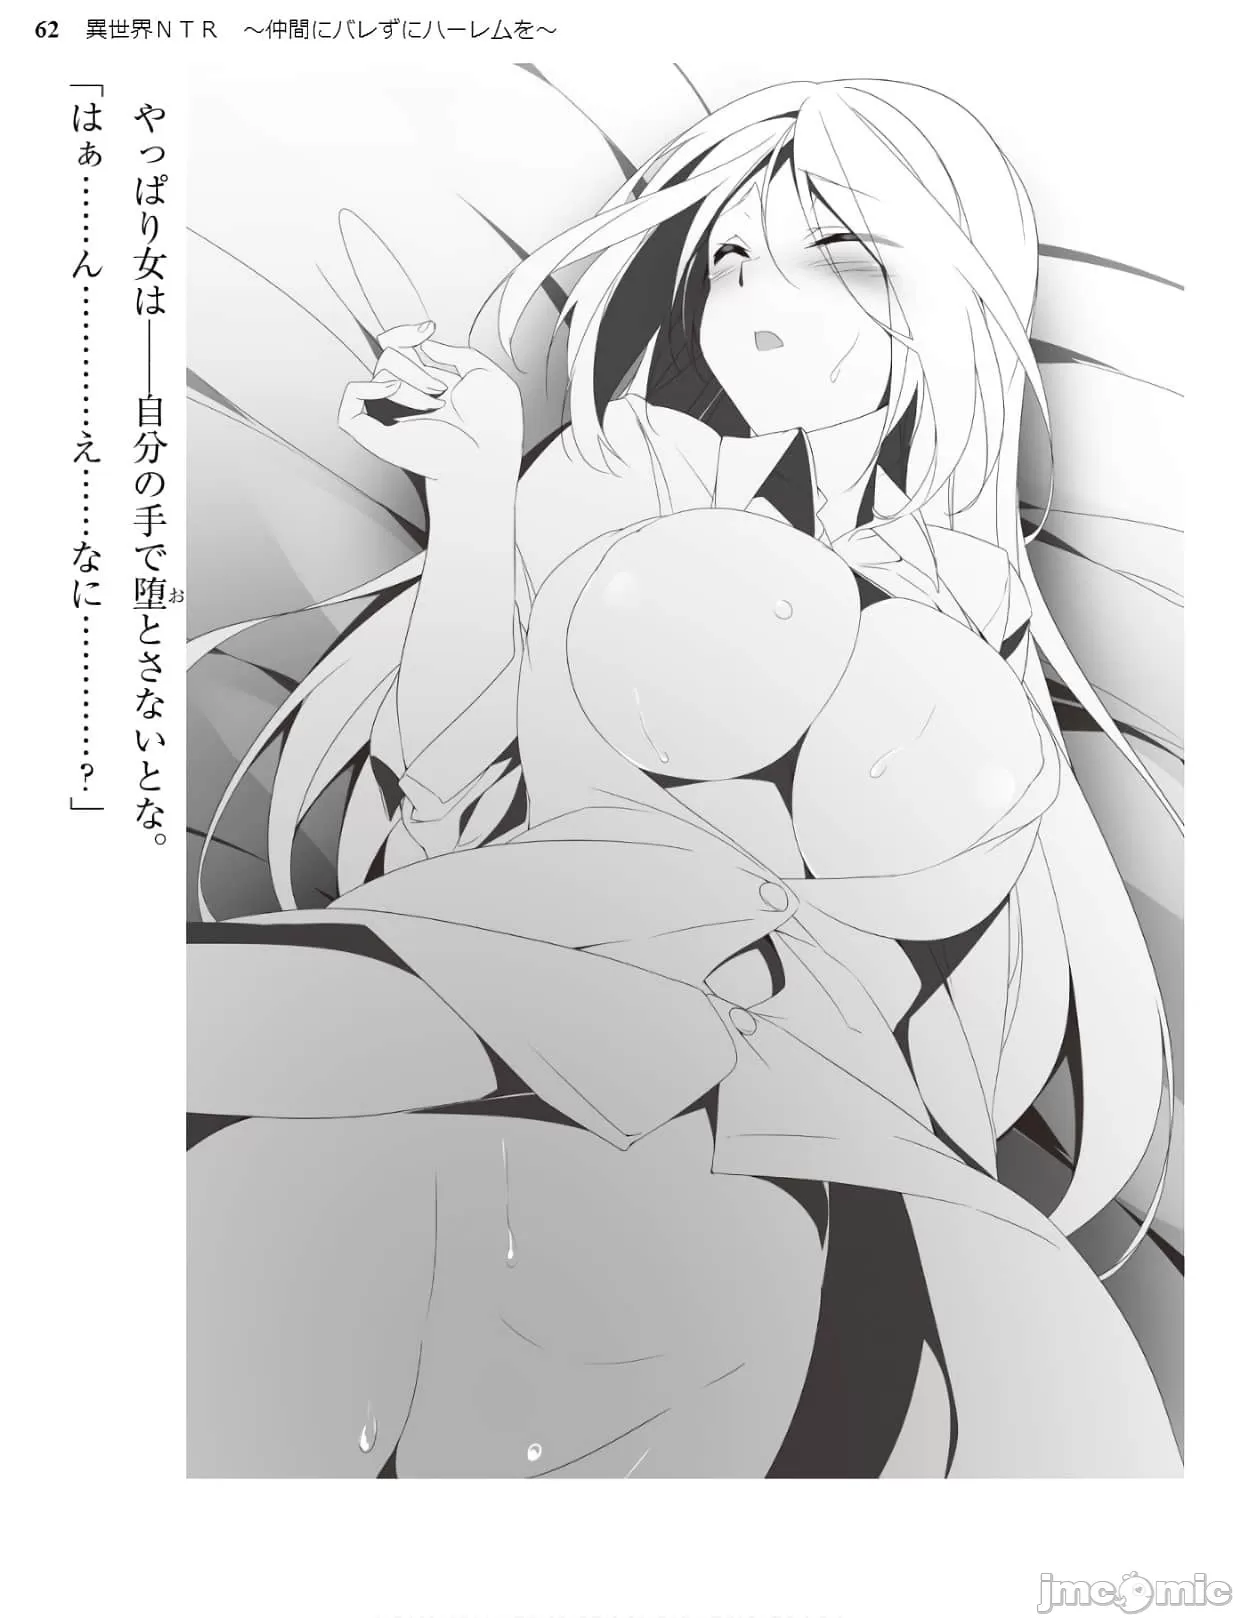 62 異世界ＮＴＲ ～仲間にバレずにハーレムを～
やっぱり女は――自分の手で堕とさないとな。
お
「はぁ………ん……………え………なに……………？」
jmcomic